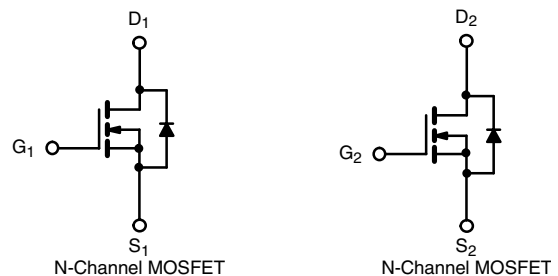 D1
D2
G1
G2
S1
S2
N-Channel MOSFET
N-Channel MOSFET